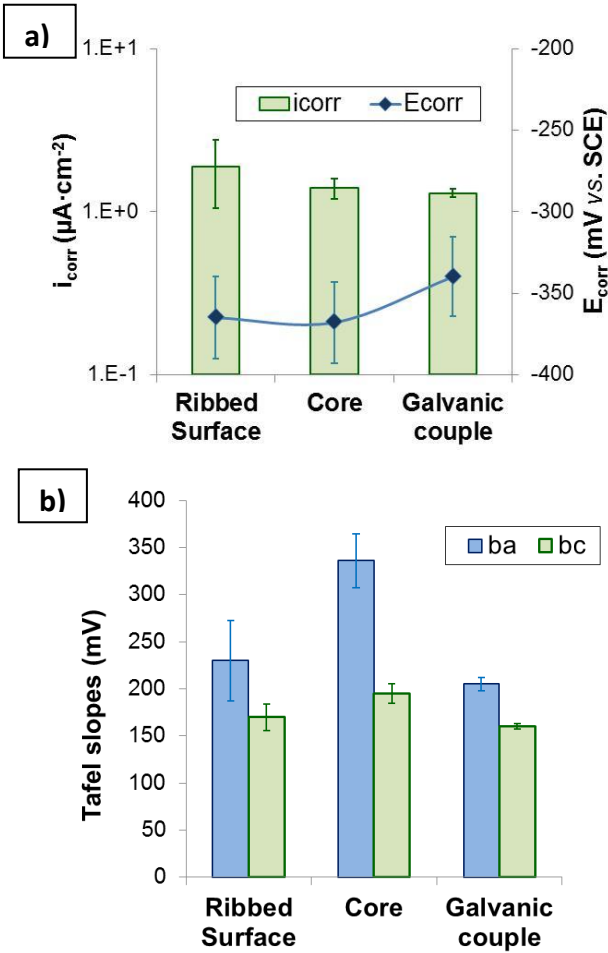 a)
1.E+1
1.E+0
1.E-1
i_corr (µA·cm⁻²)
icorr Ecorr
-200
-250
-300
-350
-400
E_corr (mV vs. SCE)
Ribbed Surface
Core
Galvanic couple
b)
400
350
300
250
200
150
100
50
0
Tafel slopes (mV)
ba bc
Ribbed Surface
Core
Galvanic couple